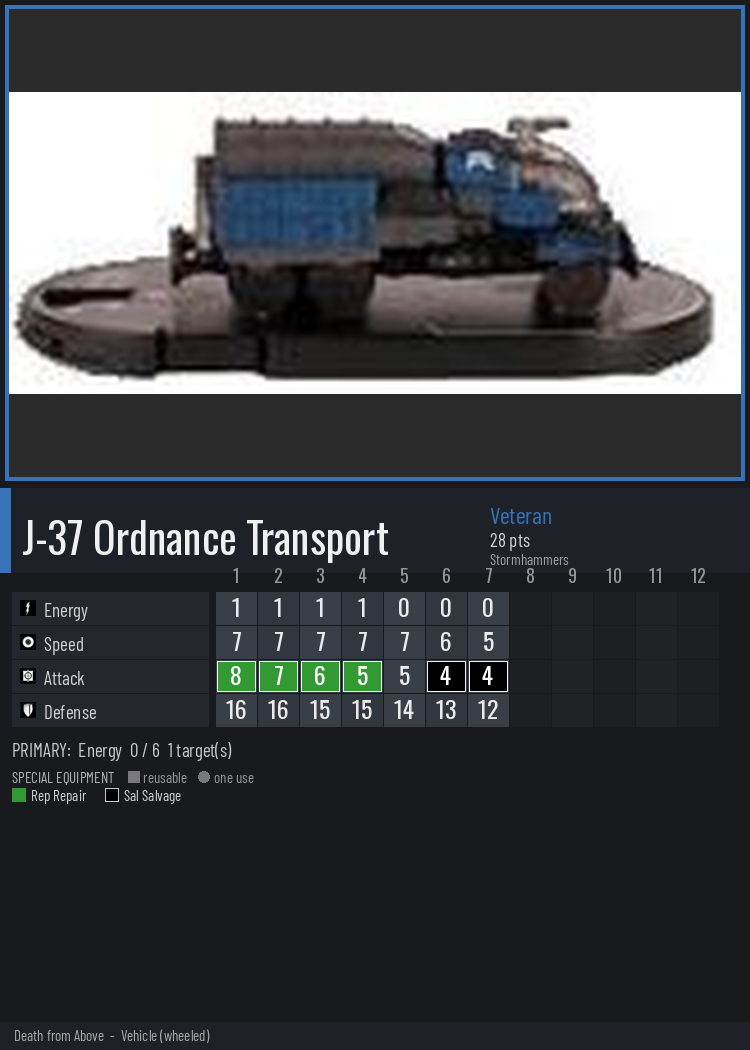 J-37 Ordnance Transport
Veteran
28 pts
Stormhammers
1 2 3 4 5 6 7 8 9 10 11 12
Energy 1 1 1 1 0 0 0
Speed 7 7 7 7 7 6 5
Attack 8 7 6 5 5 4 4
Defense 16 16 15 15 14 13 12
PRIMARY: Energy 0 / 6 1 target(s)
SPECIAL EQUIPMENT reusable one use
Rep Repair Sal Salvage
Death from Above - Vehicle (wheeled)